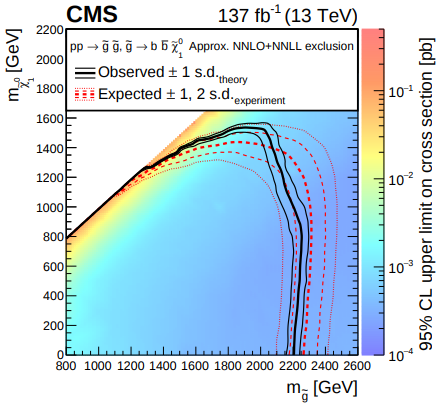 CMS 137 fb⁻¹ (13 TeV)
pp → g̃ g̃, g̃ → b b̄ χ̃⁰₁ Approx. NNLO+NNLL exclusion
Observed ± 1 s.d.theory
Expected ± 1, 2 s.d.experiment
m_χ̃⁰₁ [GeV]
2200
2000
1800
1600
1400
1200
1000
800
600
400
200
0
800 1000 1200 1400 1600 1800 2000 2200 2400 2600
m_g̃ [GeV]
10⁻¹
10⁻²
10⁻³
10⁻⁴
95% CL upper limit on cross section [pb]